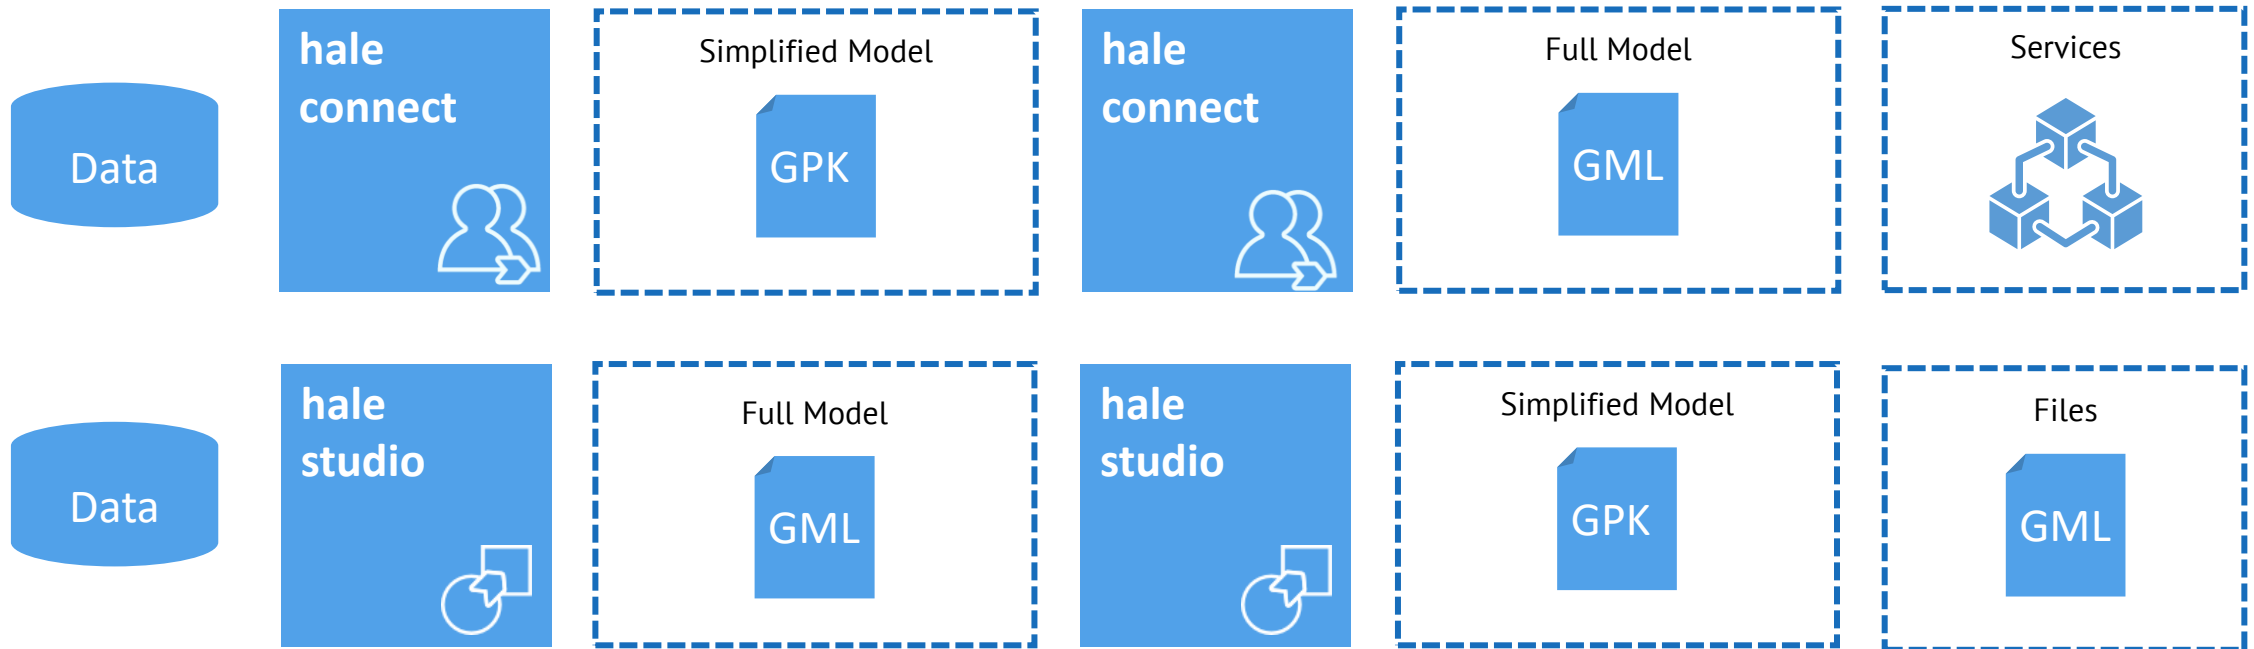 Data
hale
connect
Simplified Model
GPK
hale
connect
Full Model
GML
Services
Data
hale
studio
Full Model
GML
hale
studio
Simplified Model
GPK
Files
GML